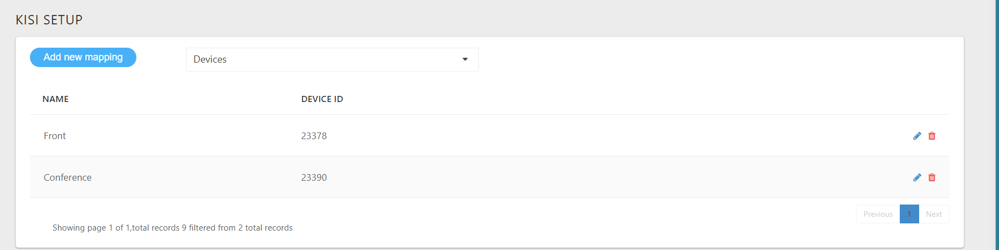 KISI SETUP
Add new mapping
Devices
NAME DEVICE ID
Front 23378
Conference 23390
Previous 1 Next
Showing page 1 of 1,total records 9 filtered from 2 total records